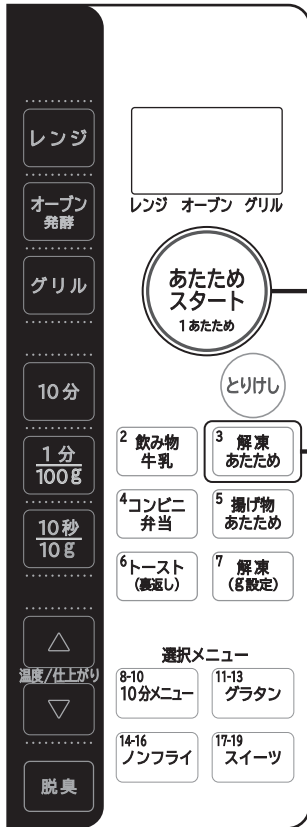 レンジ
オーブン
発酵
グリル
10分
1分
100g
10秒
10g
温度/仕上がり
脱臭
レンジ オーブン グリル
あたため
スタート
1あたため
とりけし
2 飲み物
牛乳
3 解凍
あたため
4コンビニ
弁当
5 揚げ物
あたため
6トースト
(裏返し)
7 解凍
(g設定)
選択メニュー
8-10
10分メニュー
11-13
グラタン
14-16
ノンフライ
17-19
スイーツ